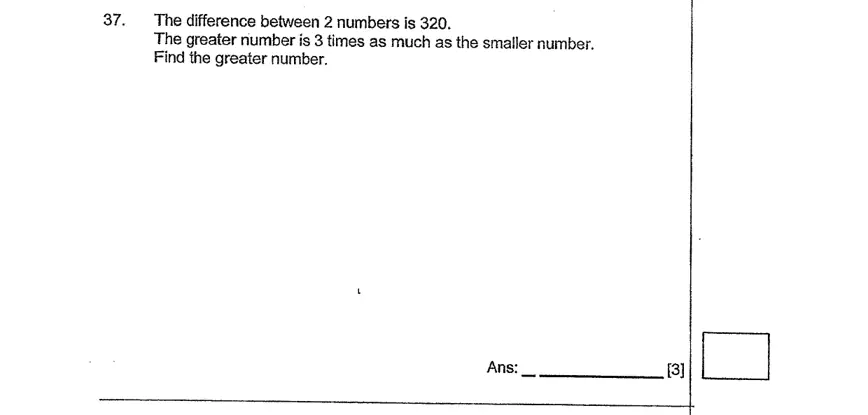 37. The difference between 2 numbers is 320.
The greater number is 3 times as much as the smaller number.
Find the greater number.
Ans: _ ____________ [3]